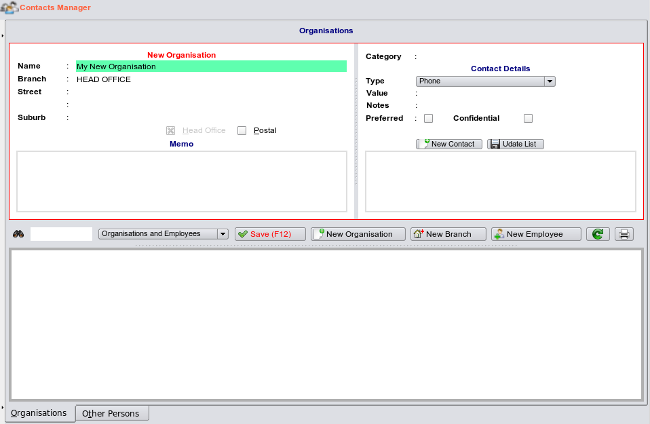 Contacts Manager
Organisations
New Organisation
Name : My New Organisation
Branch : HEAD OFFICE
Street :
:
Suburb :
Head Office Postal
Memo
Category :
Contact Details
Type Phone
Value :
Notes :
Preferred : Confidential
New Contact Udate List
Organisations and Employees Save (F12) New Organisation New Branch New Employee
Organisations Other Persons